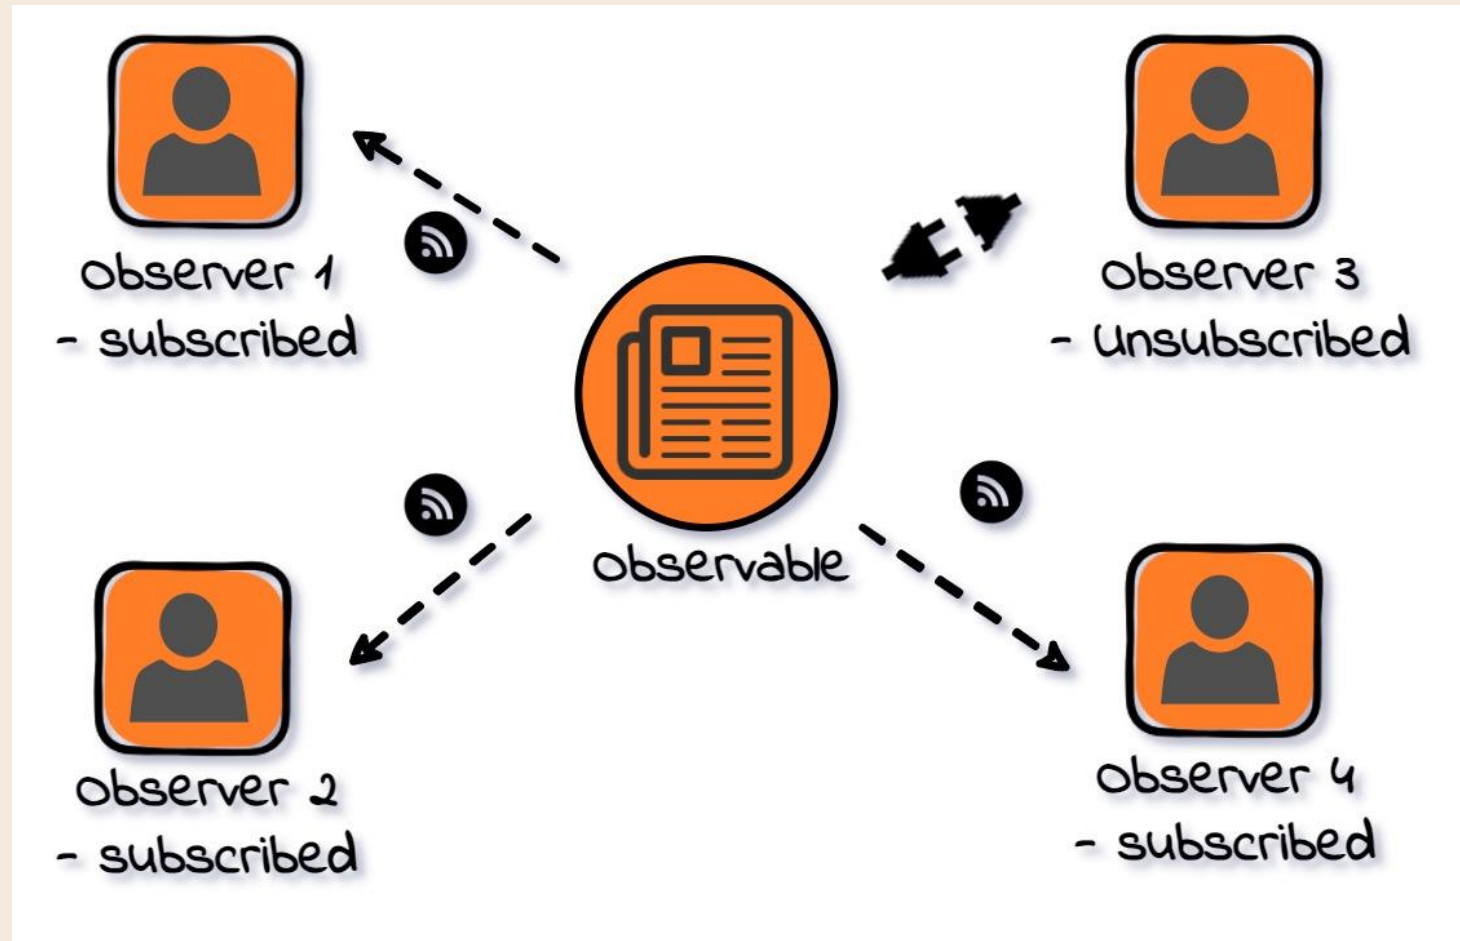 Observer 1
- subscribed
Observer 3
- Unsubscribed
Observable
Observer 2
- subscribed
Observer 4
- subscribed